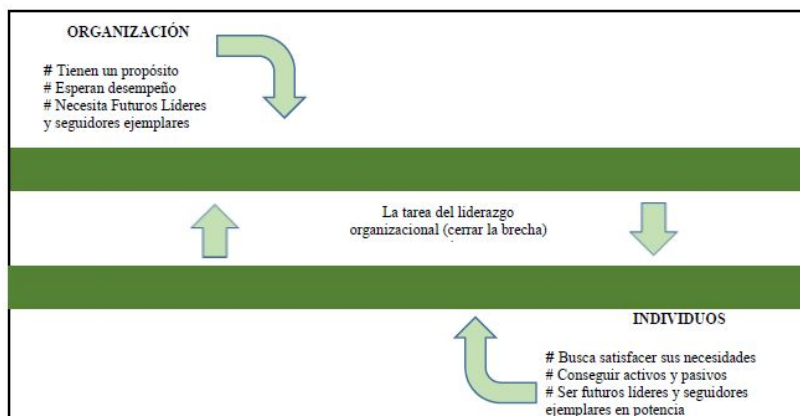 ORGANIZACIÓN
# Tienen un propósito
# Esperan desempeño
# Necesita Futuros Líderes
y seguidores ejemplares
La tarea del liderazgo
organizacional (cerrar la brecha)
INDIVIDUOS
# Busca satisfacer sus necesidades
# Conseguir activos y pasivos
# Ser futuros líderes y seguidores
ejemplares en potencia